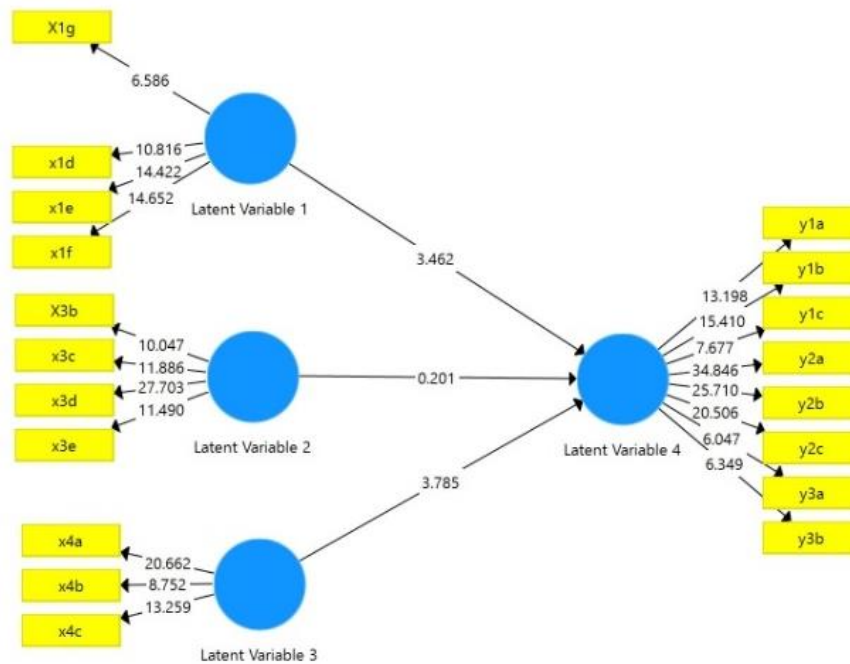 X1g
6.586
x1d
10.816
x1e
14.422
x1f
14.652
Latent Variable 1
3.462
X3b
10.047
x3c
11.886
x3d
27.703
x3e
11.490
Latent Variable 2
0.201
x4a
20.662
x4b
8.752
x4c
13.259
Latent Variable 3
3.785
Latent Variable 4
y1a
13.198
y1b
15.410
y1c
7.677
y2a
34.846
y2b
25.710
y2c
20.506
y3a
6.047
y3b
6.349